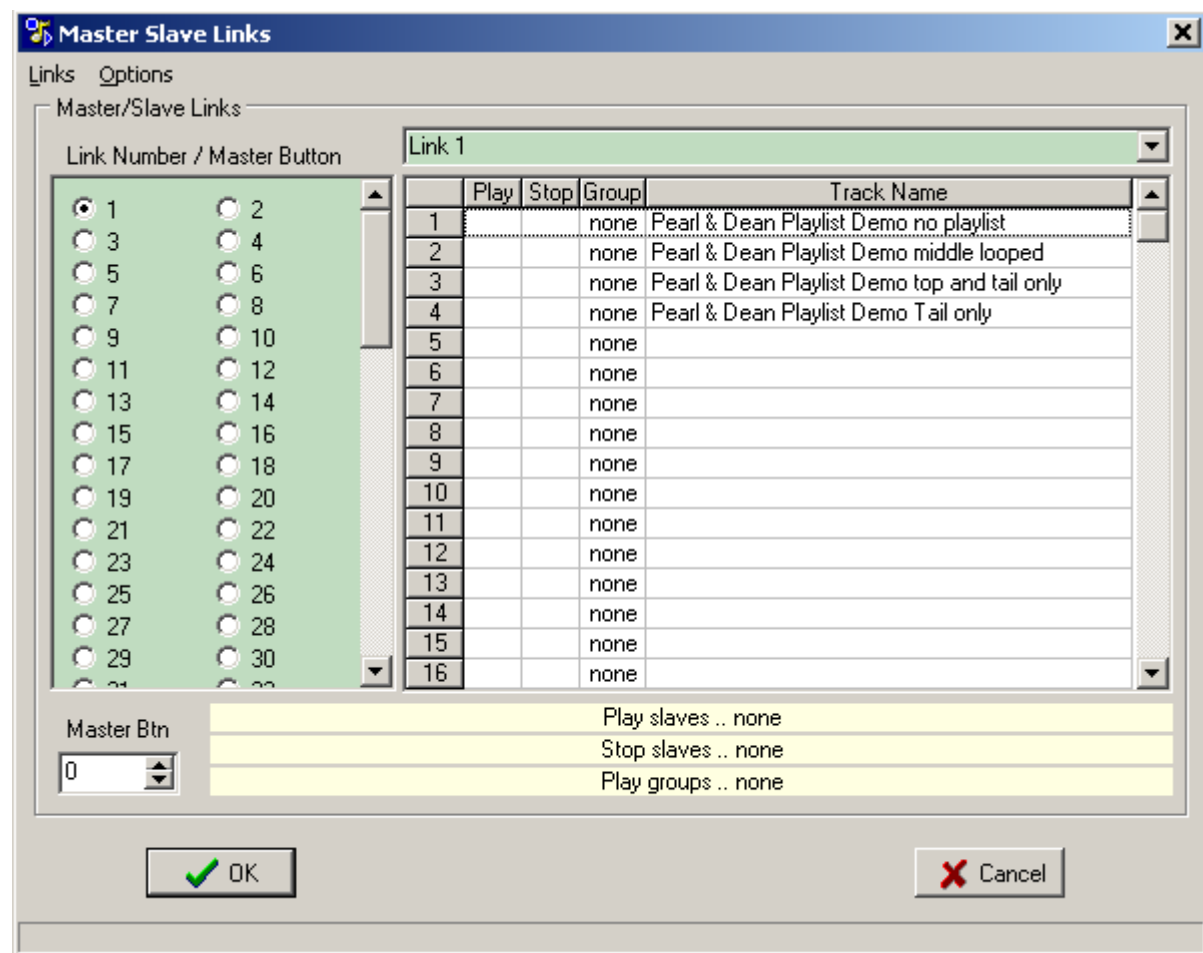 Master Slave Links
Links Options
Master/Slave Links
Link Number / Master Button
Link 1
1 2
3 4
5 6
7 8
9 10
11 12
13 14
15 16
17 18
19 20
21 22
23 24
25 26
27 28
29 30
Play Stop Group Track Name
1 none Pearl & Dean Playlist Demo no playlist
2 none Pearl & Dean Playlist Demo middle looped
3 none Pearl & Dean Playlist Demo top and tail only
4 none Pearl & Dean Playlist Demo Tail only
5 none
6 none
7 none
8 none
9 none
10 none
11 none
12 none
13 none
14 none
15 none
16 none
Master Btn
0
Play slaves .. none
Stop slaves .. none
Play groups .. none
OK
Cancel